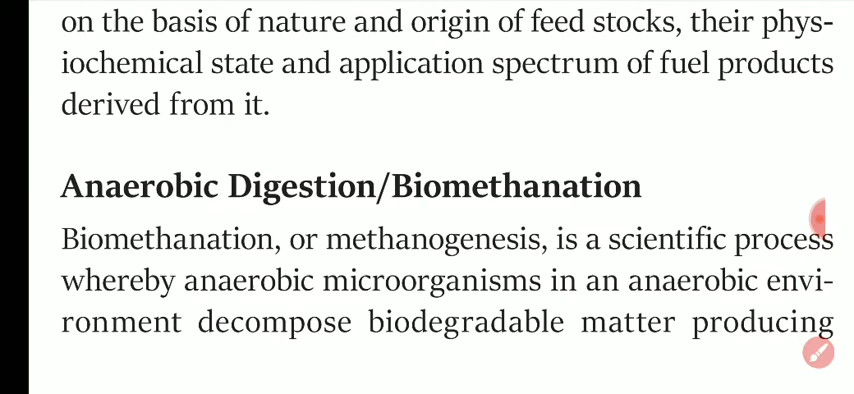 on the basis of nature and origin of feed stocks, their phys-
iochemical state and application spectrum of fuel products
derived from it.
Anaerobic Digestion/Biomethanation
Biomethanation, or methanogenesis, is a scientific process
whereby anaerobic microorganisms in an anaerobic envi-
ronment decompose biodegradable matter producing